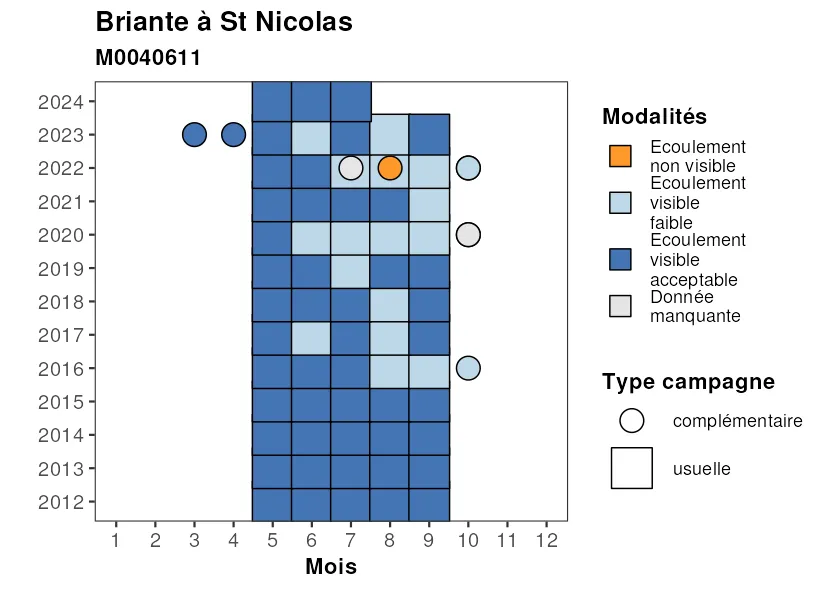 Briante à St Nicolas
M0040611
2024
2023
2022
2021
2020
2019
2018
2017
2016
2015
2014
2013
2012
1 2 3 4 5 6 7 8 9 10 11 12
Mois
Modalités
Ecoulement
non visible
Ecoulement
visible
faible
Ecoulement
visible
acceptable
Donnée
manquante
Type campagne
complémentaire
usuelle